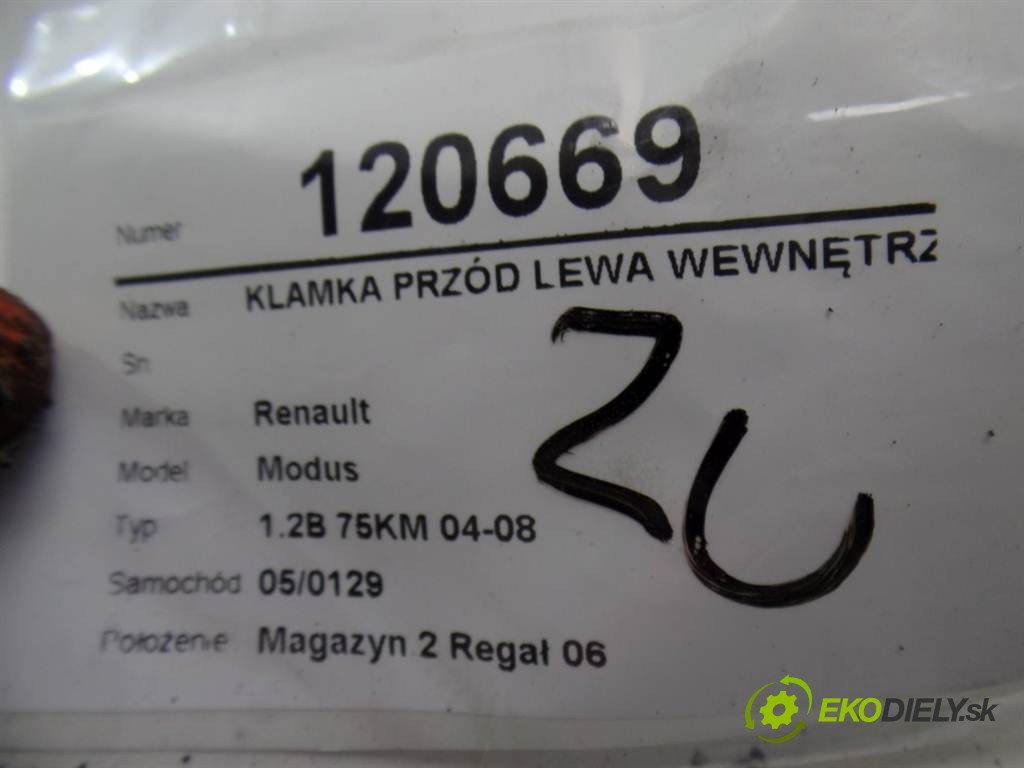 Numer 120669
Nazwa KLAMKA PRZÓD LEWA WEWNĘTRZ
Sn
Marka Renault
Model Modus
Typ 1.2B 75KM 04-08
Samochód 05/0129
Położenie Magazyn 2 Regał 06
EKODIELY.sk